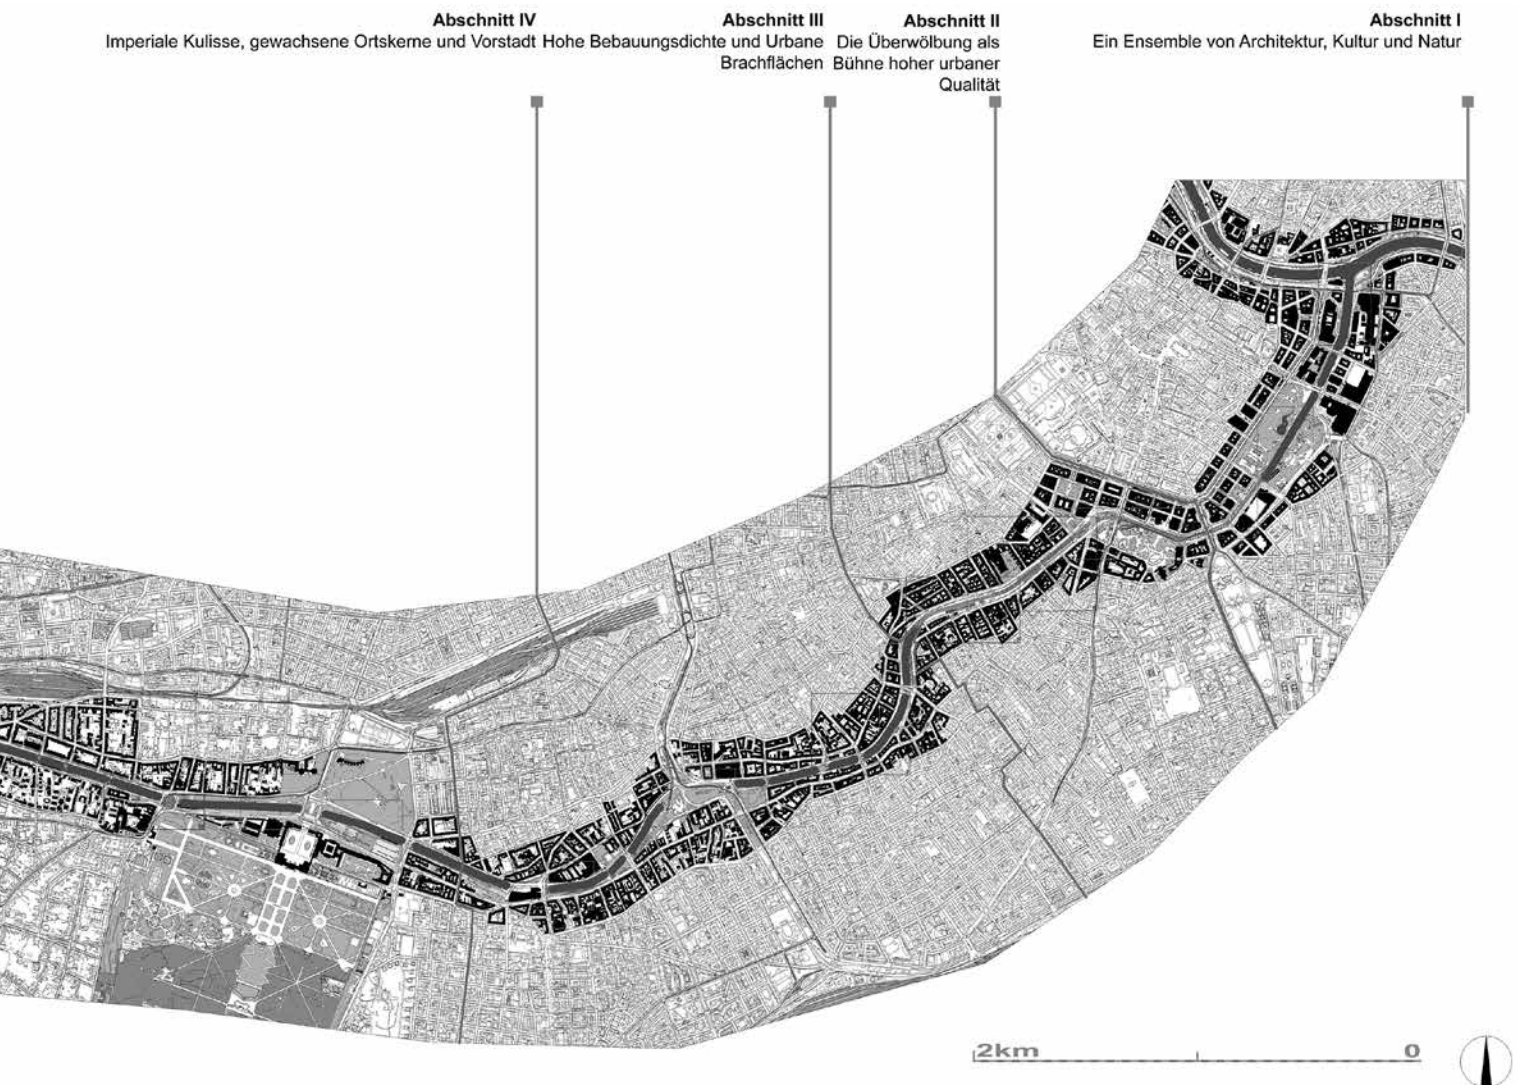 Abschnitt IV
Imperiale Kulisse, gewachsene Ortskerne und Vorstadt
Abschnitt III
Hohe Bebauungsdichte und Urbane
Brachflächen
Abschnitt II
Die Überwölbung als
Bühne hoher urbaner
Qualität
Abschnitt I
Ein Ensemble von Architektur, Kultur und Natur
2km
0